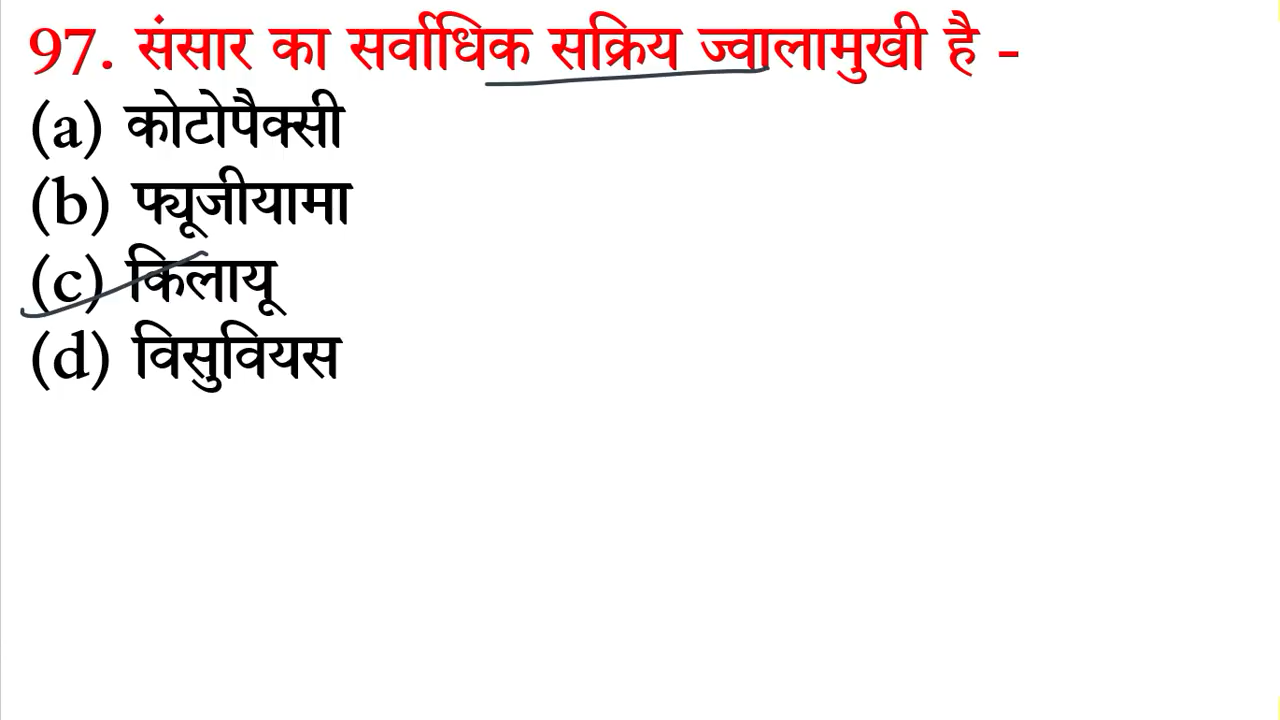 97. संसार का सर्वाधिक सक्रिय ज्वालामुखी है -
(a) कोटोपैक्सी
(b) फ्यूजीयामा
(c) किलायू
(d) विसुवियस